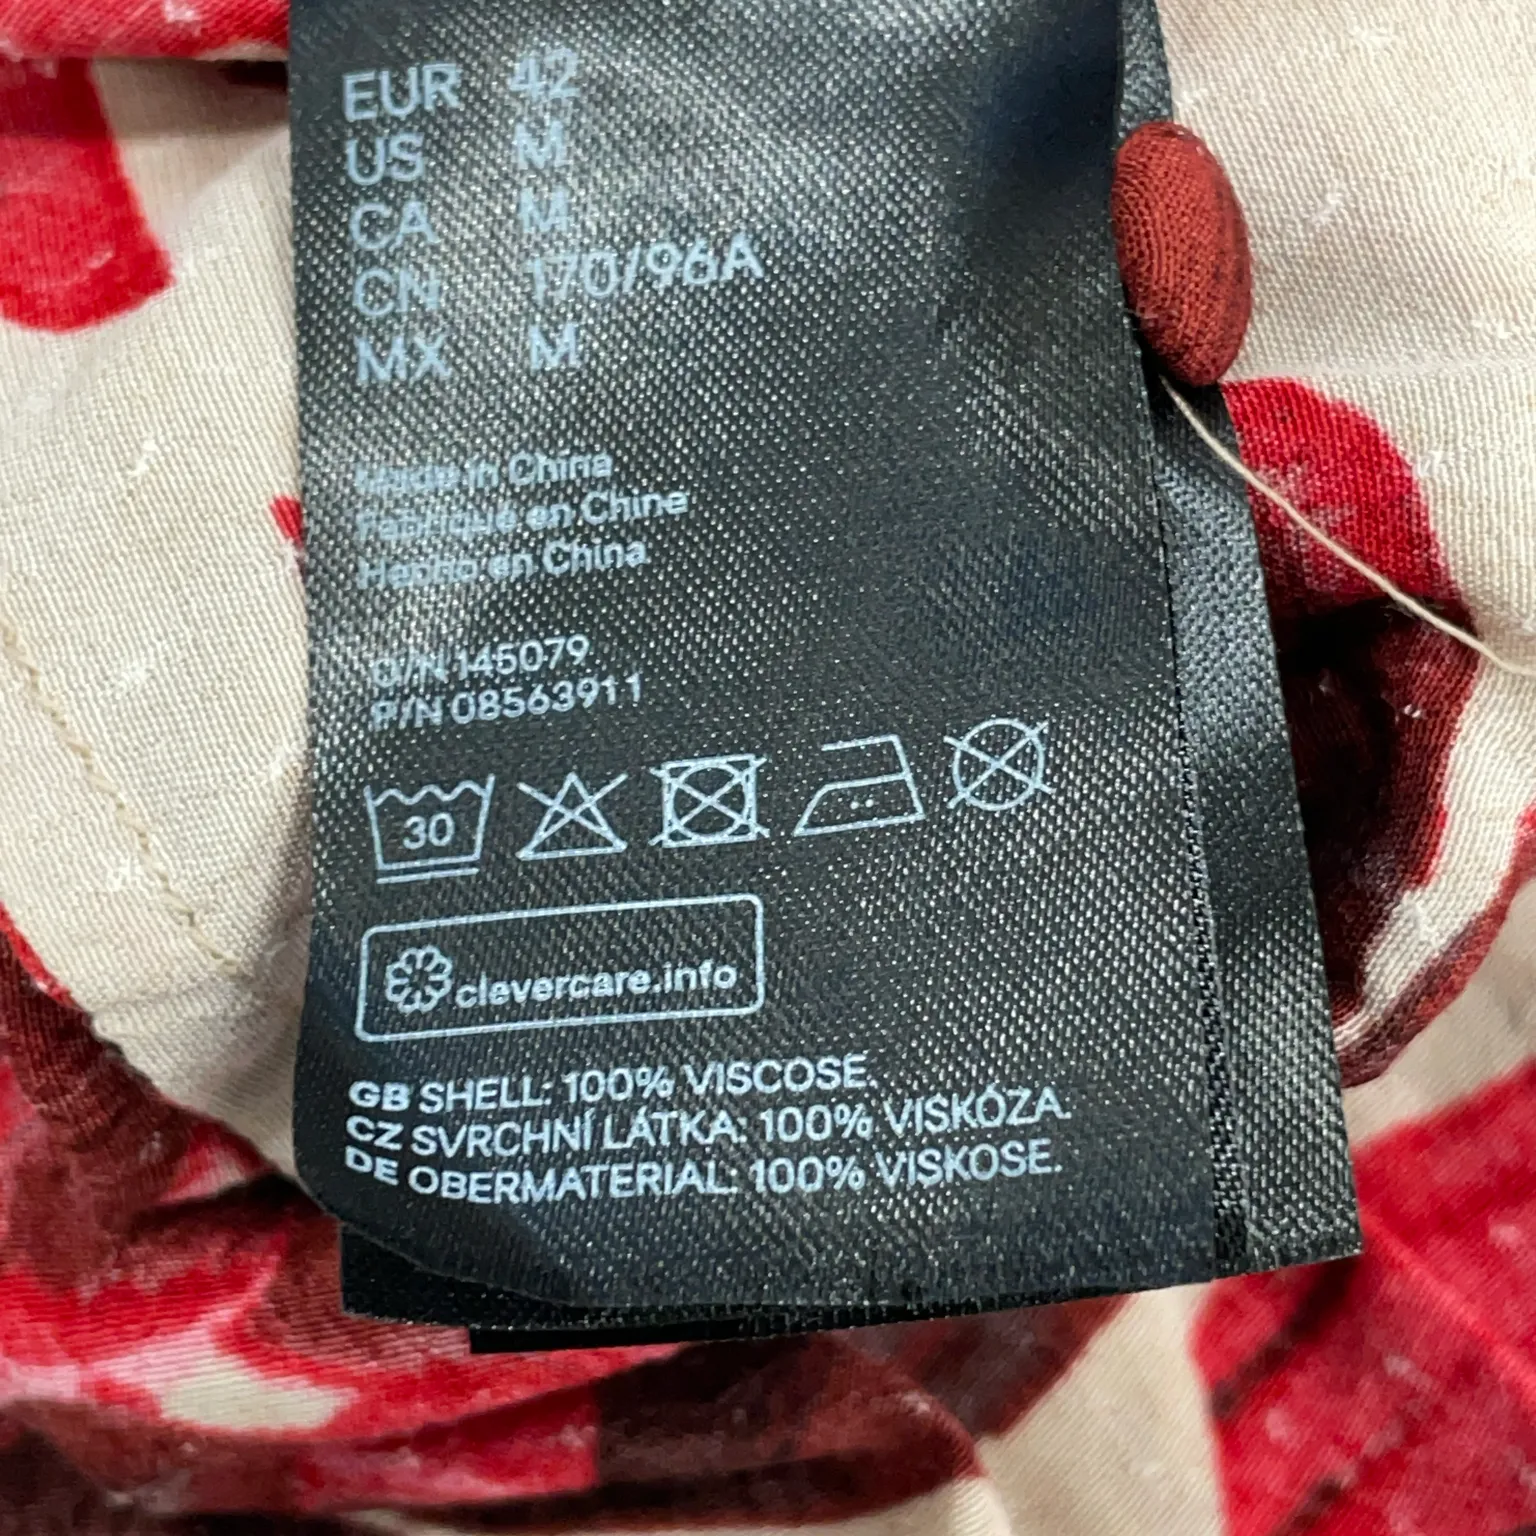 EUR 42
US M
CA M
CN 170/96A
MX M
Made in China
Fabriqué en Chine
Hecho en China
O/N 145079
P/N 08563911
30
clevercare.info
GB SHELL: 100% VISCOSE.
CZ SVRCHNÍ LÁTKA: 100% VISKÓZA.
DE OBERMATERIAL: 100% VISKOSE.